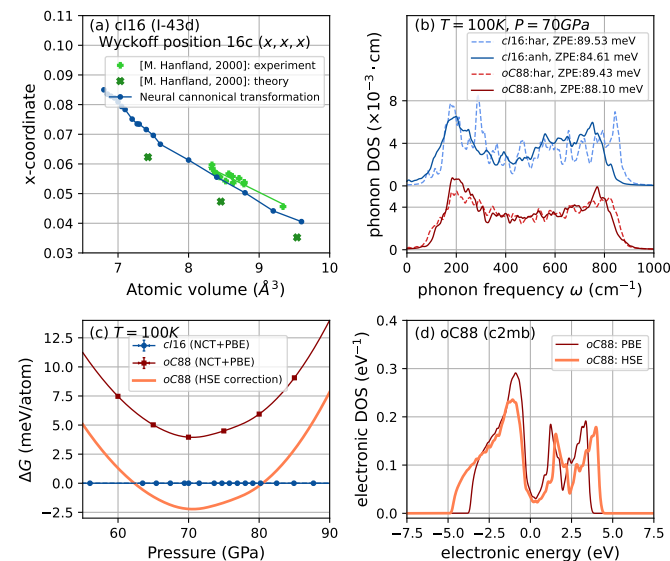 (a) cI16 (I-43d)
Wyckoff position 16c (x, x, x)
[M. Hanfland, 2000]: experiment
[M. Hanfland, 2000]: theory
Neural cannonical transformation
x-coordinate
0.11
0.10
0.09
0.08
0.07
0.06
0.05
0.04
0.03
7
8
9
10
Atomic volume (Å³)
(b) T = 100K, P = 70GPa
cI16:har, ZPE:89.53 meV
cI16:anh, ZPE:84.61 meV
oC88:har, ZPE:89.43 meV
oC88:anh, ZPE:88.10 meV
phonon DOS (×10⁻³ · cm)
8
4
0
4
0
0
200
400
600
800
1000
phonon frequency ω (cm⁻¹)
(c) T = 100K
cI16 (NCT+PBE)
oC88 (NCT+PBE)
oC88 (HSE correction)
ΔG (meV/atom)
12.5
10.0
7.5
5.0
2.5
0.0
−2.5
60
70
80
90
Pressure (GPa)
(d) oC88 (c2mb)
oC88: PBE
oC88: HSE
electronic DOS (eV⁻¹)
0.4
0.3
0.2
0.1
0.0
−7.5
−5.0
−2.5
0.0
2.5
5.0
7.5
electronic energy (eV)